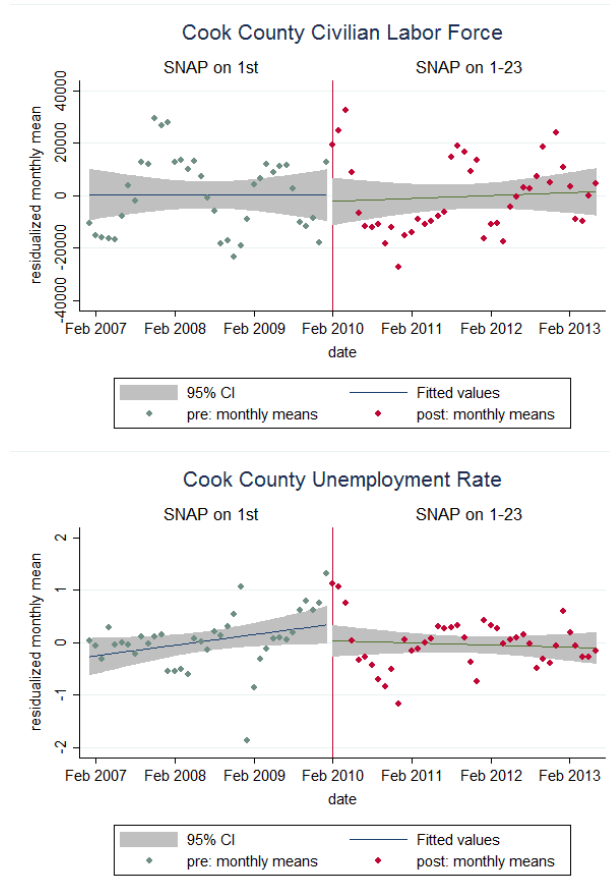 Cook County Civilian Labor Force
SNAP on 1st SNAP on 1-23
residualized monthly mean
40000
20000
0
-20000
-40000
Feb 2007 Feb 2008 Feb 2009 Feb 2010 Feb 2011 Feb 2012 Feb 2013
date
95% CI Fitted values
pre: monthly means post: monthly means
Cook County Unemployment Rate
SNAP on 1st SNAP on 1-23
residualized monthly mean
2
1
0
-1
-2
Feb 2007 Feb 2008 Feb 2009 Feb 2010 Feb 2011 Feb 2012 Feb 2013
date
95% CI Fitted values
pre: monthly means post: monthly means